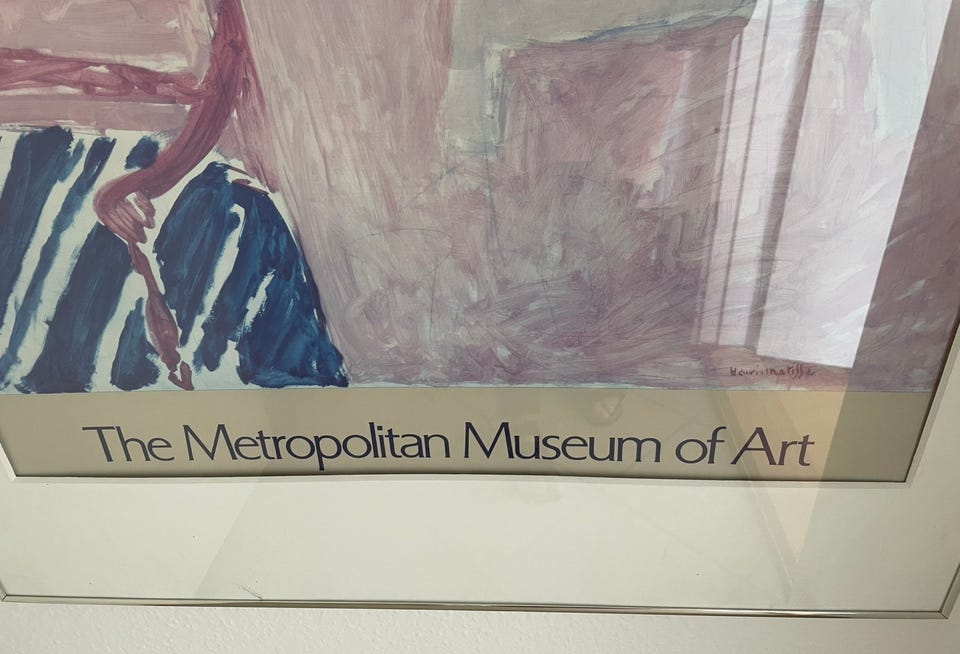 Henri Matisse
The Metropolitan Museum of Art